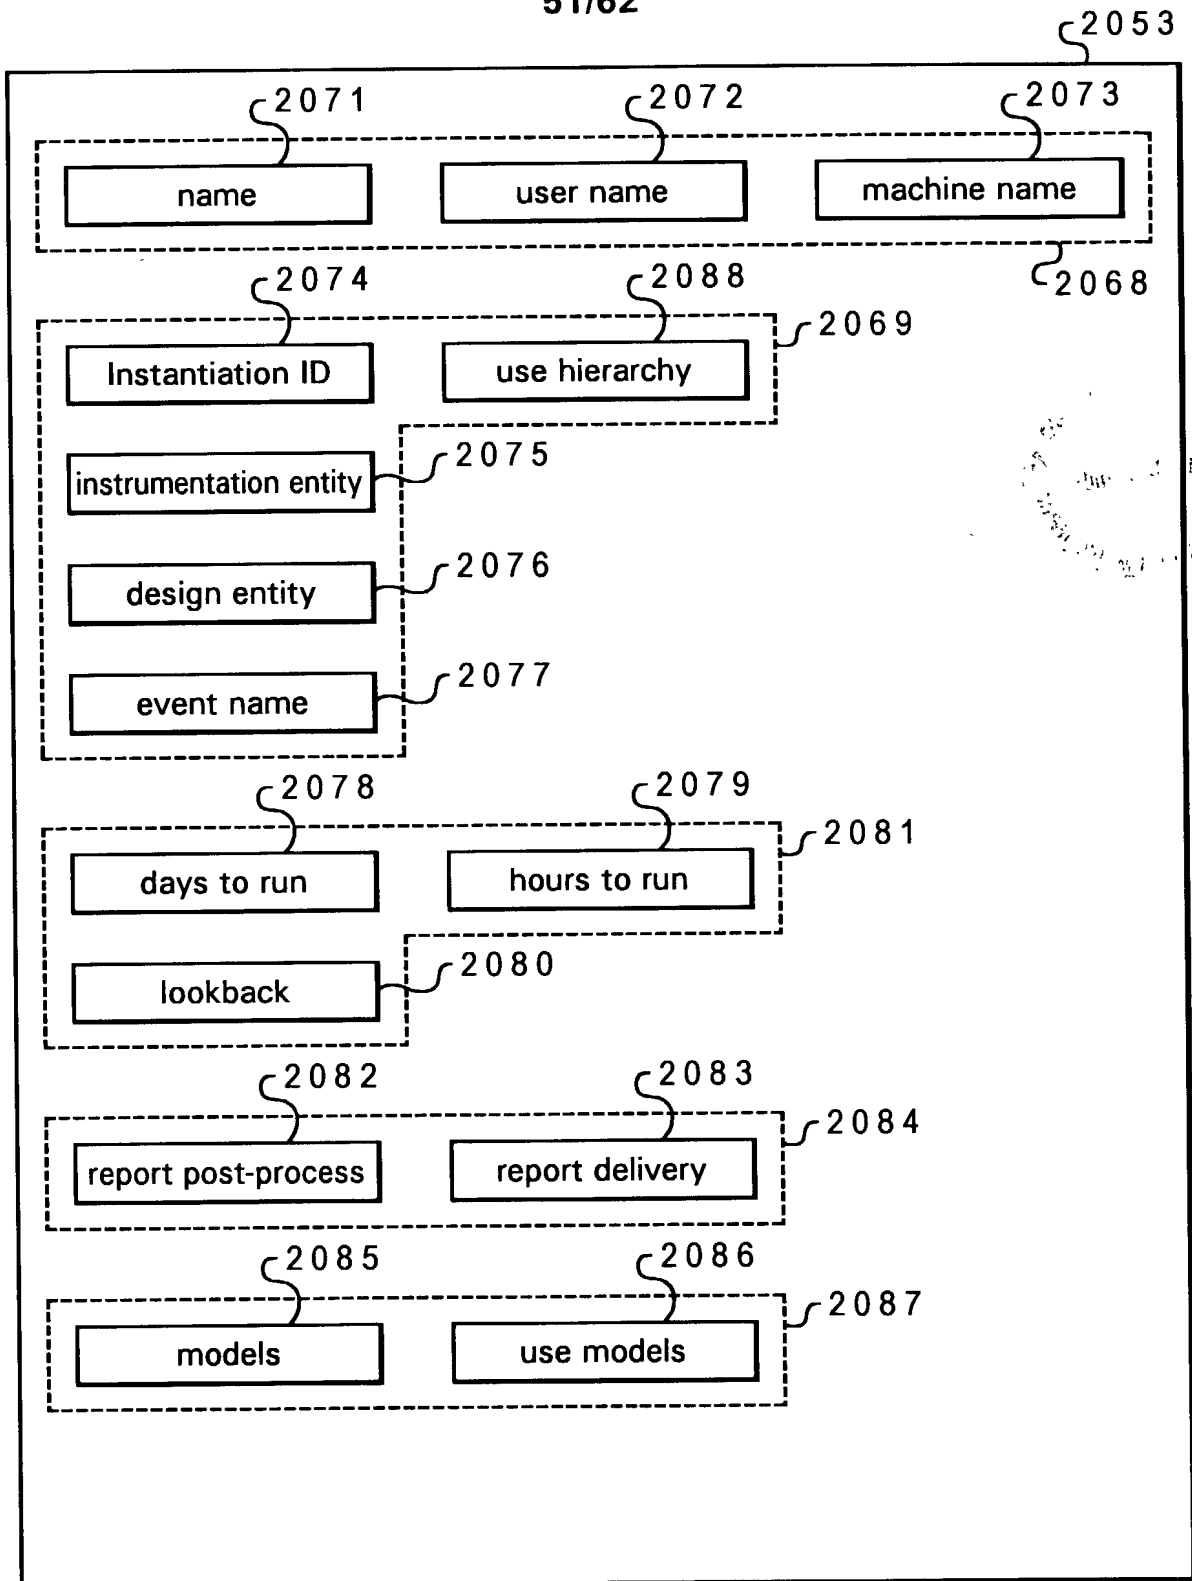 51/62
2053
2071 2072 2073
name user name machine name
2068
2074 2088
2069
Instantiation ID use hierarchy
2075
instrumentation entity
2076
design entity
2077
event name
2078 2079
2081
days to run hours to run
2080
lookback
2082 2083
2084
report post-process report delivery
2085 2086
2087
models use models